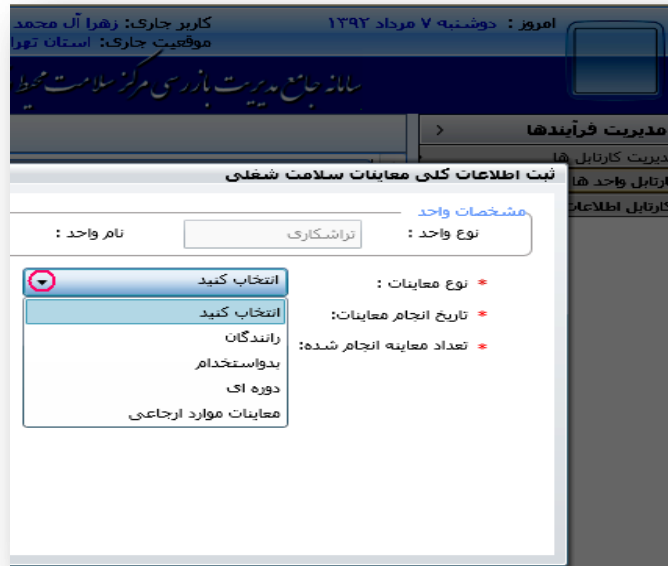 امروز : دوشنبه ۷ مرداد ۱۳۹۲
کاربر جاری: زهرا آل محمد
موقعیت جاری: استان تهرا
سامانه جامع مدیریت بازرسی مرکز سلامت محیط
مدیریت فرآیندها
دیریت کارتابل ها
ارتابل واحد ها
کارتابل اطلاعات
ثبت اطلاعات کلی معاینات سلامت شغلی
مشخصات واحد
نوع واحد : تراشکاری نام واحد :
* نوع معاینات : انتخاب کنید
* تاریخ انجام معاینات:
* تعداد معاینه انجام شده:
انتخاب کنید
رانندگان
بدواستخدام
دوره ای
معاینات موارد ارجاعی